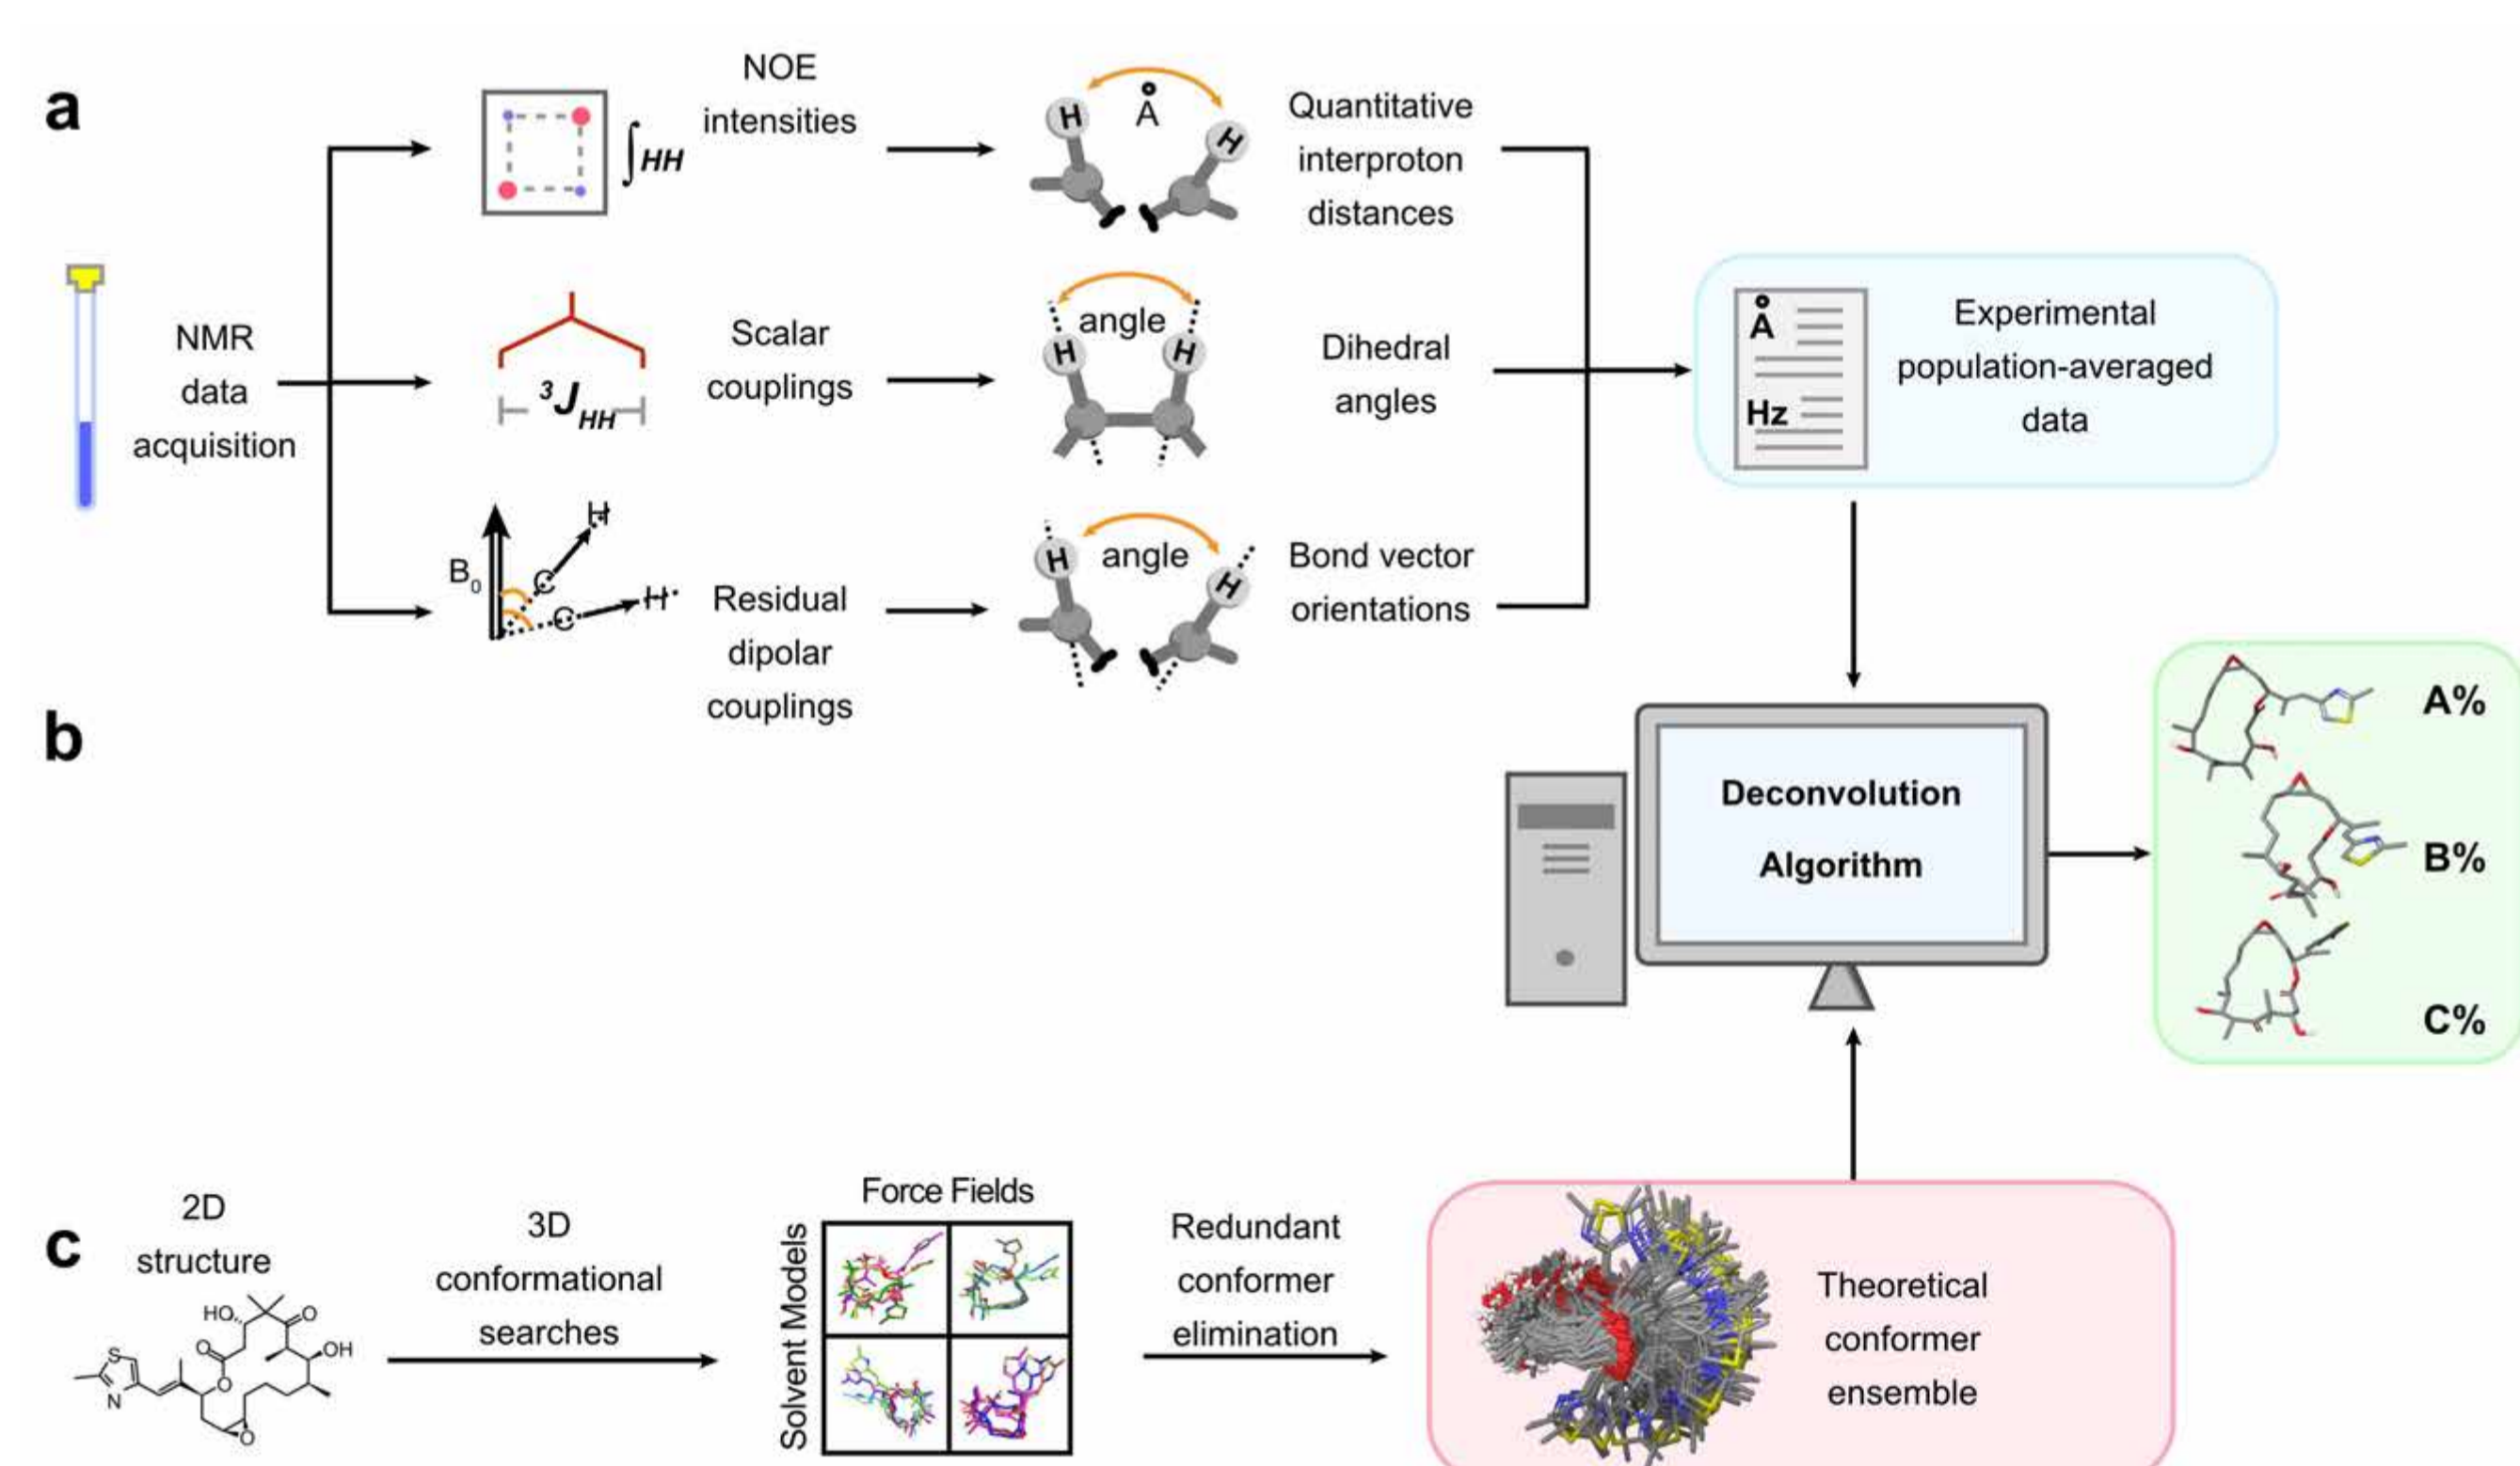 a
NMR
data
acquisition
∫HH
NOE
intensities
H
Å
H
Quantitative
interproton
distances
³J_HH
Scalar
couplings
angle
H
H
Dihedral
angles
B₀
C
H
C
H
Residual
dipolar
couplings
H
angle
H
Bond vector
orientations
Å
Hz
Experimental
population-averaged
data
b
Deconvolution
Algorithm
A%
B%
C%
c
2D
structure
HO
O
O
OH
S
O
N
O
3D
conformational
searches
Force Fields
Solvent Models
Redundant
conformer
elimination
Theoretical
conformer
ensemble